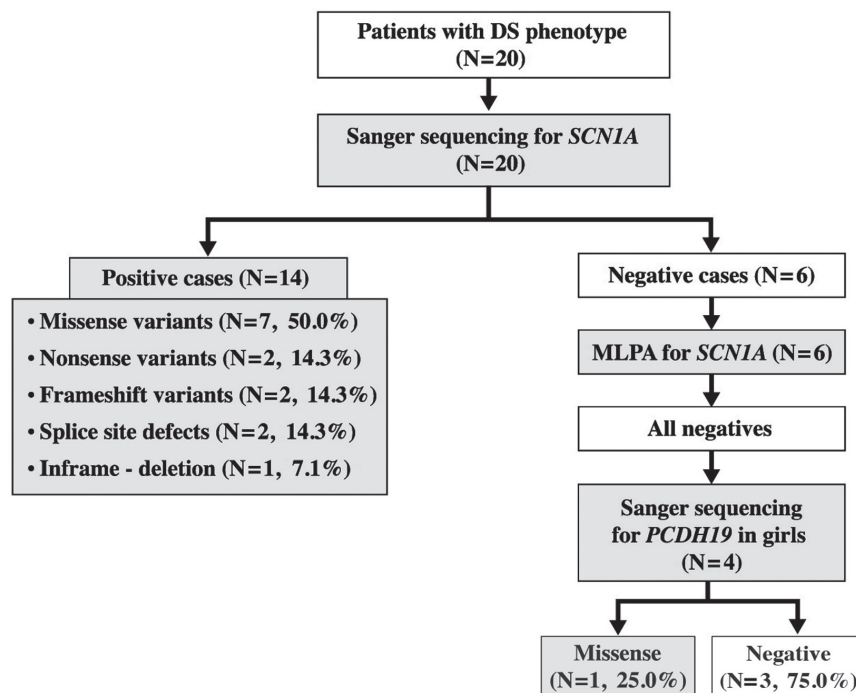 Patients with DS phenotype
(N=20)
Sanger sequencing for SCN1A
(N=20)
Positive cases (N=14)
• Missense variants (N=7, 50.0%)
• Nonsense variants (N=2, 14.3%)
• Frameshift variants (N=2, 14.3%)
• Splice site defects (N=2, 14.3%)
• Inframe - deletion (N=1, 7.1%)
Negative cases (N=6)
MLPA for SCN1A (N=6)
All negatives
Sanger sequencing
for PCDH19 in girls
(N=4)
Missense
(N=1, 25.0%)
Negative
(N=3, 75.0%)